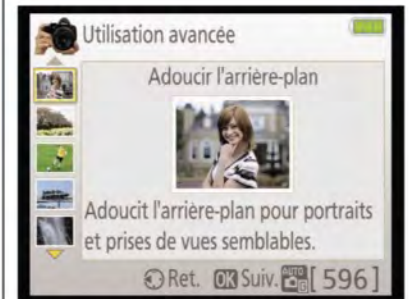 Utilisation avancée
Adoucir l'arrière-plan
Adoucit l'arrière-plan pour portraits
et prises de vues semblables.
Ret. OK Suiv. AUTO G [ 596 ]